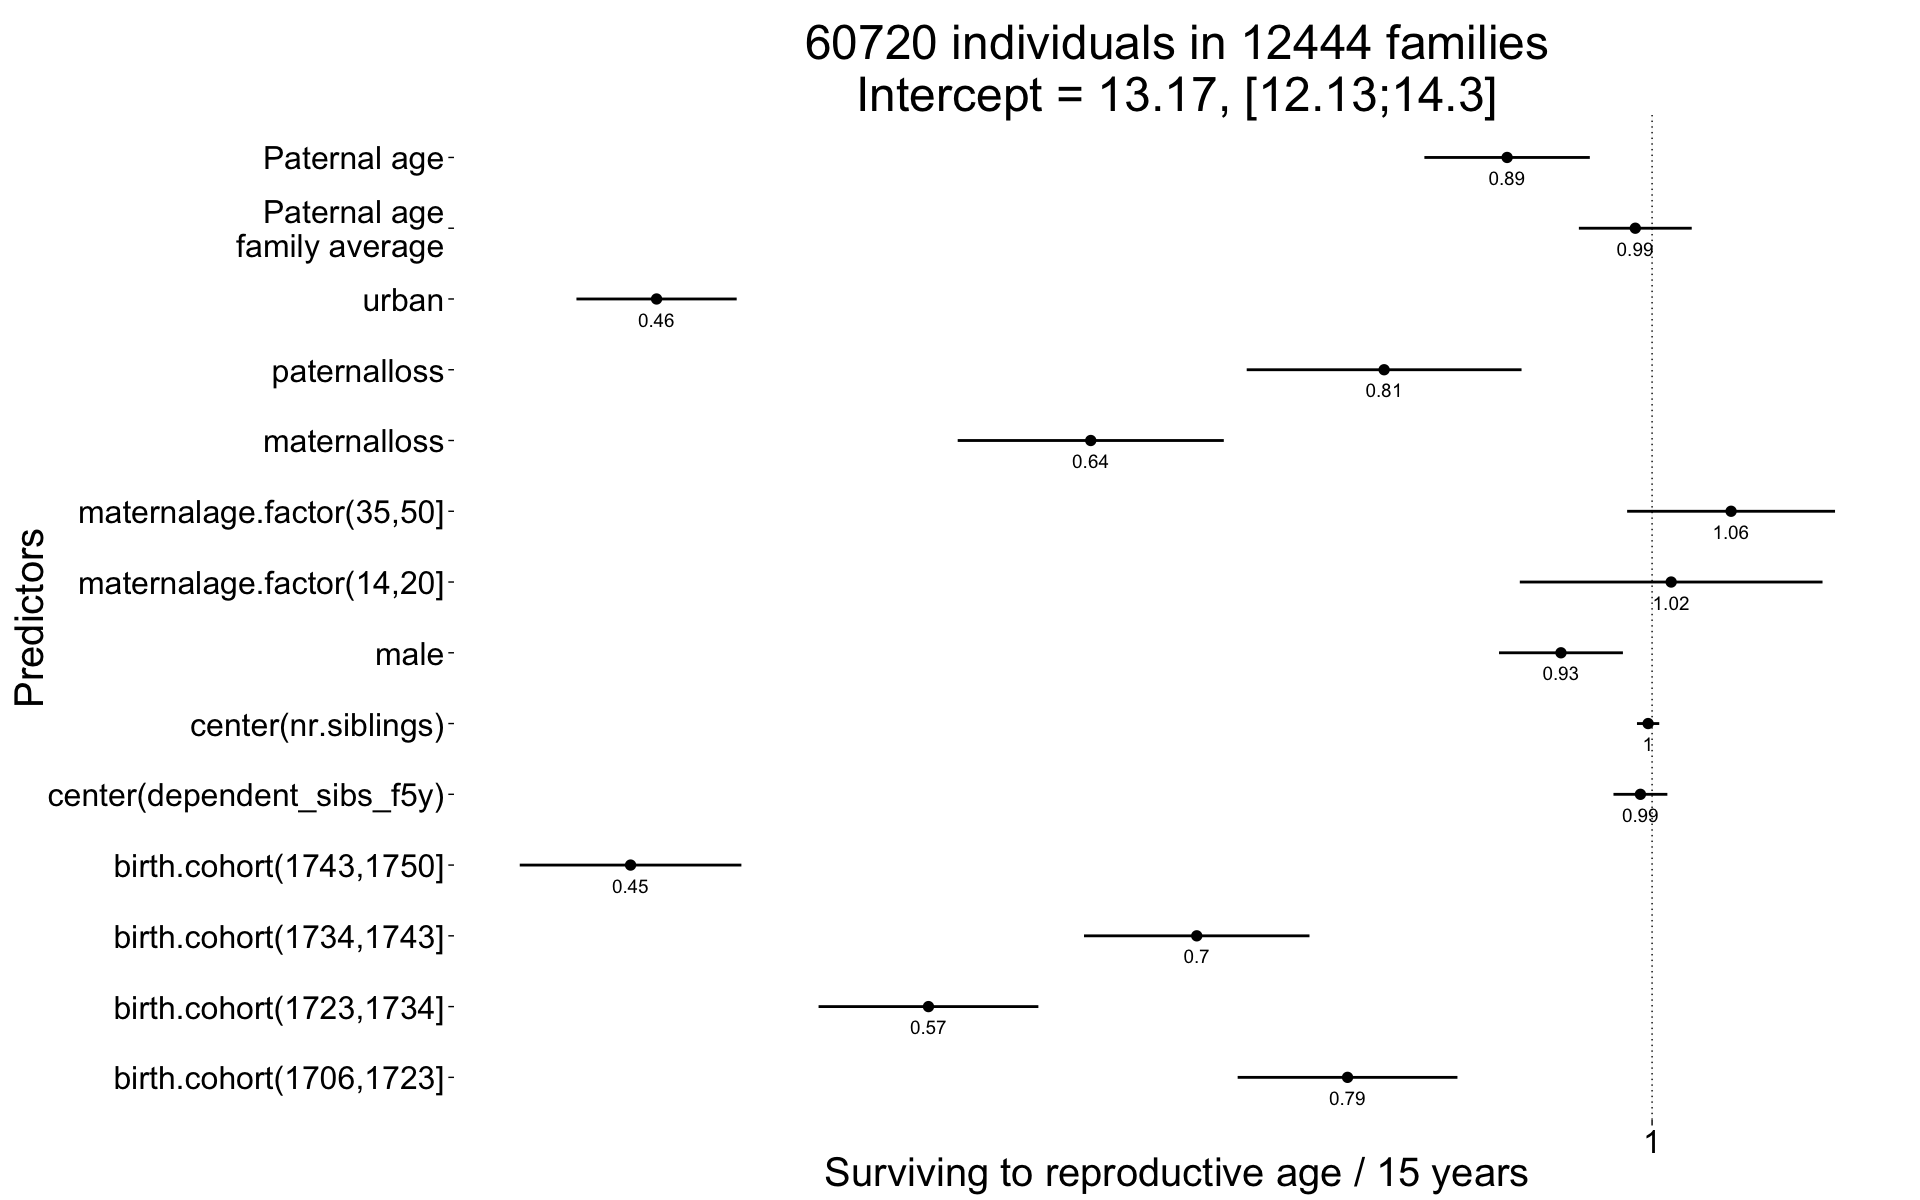 60720 individuals in 12444 families
Intercept = 13.17, [12.13;14.3]
Predictors
Paternal age
0.89
Paternal age
family average
0.99
urban
0.46
paternalloss
0.81
maternalloss
0.64
maternalage.factor(35,50]
1.06
maternalage.factor(14,20]
1.02
male
0.93
center(nr.siblings)
1
center(dependent_sibs_f5y)
0.99
birth.cohort(1743,1750]
0.45
birth.cohort(1734,1743]
0.7
birth.cohort(1723,1734]
0.57
birth.cohort(1706,1723]
0.79
1
Surviving to reproductive age / 15 years